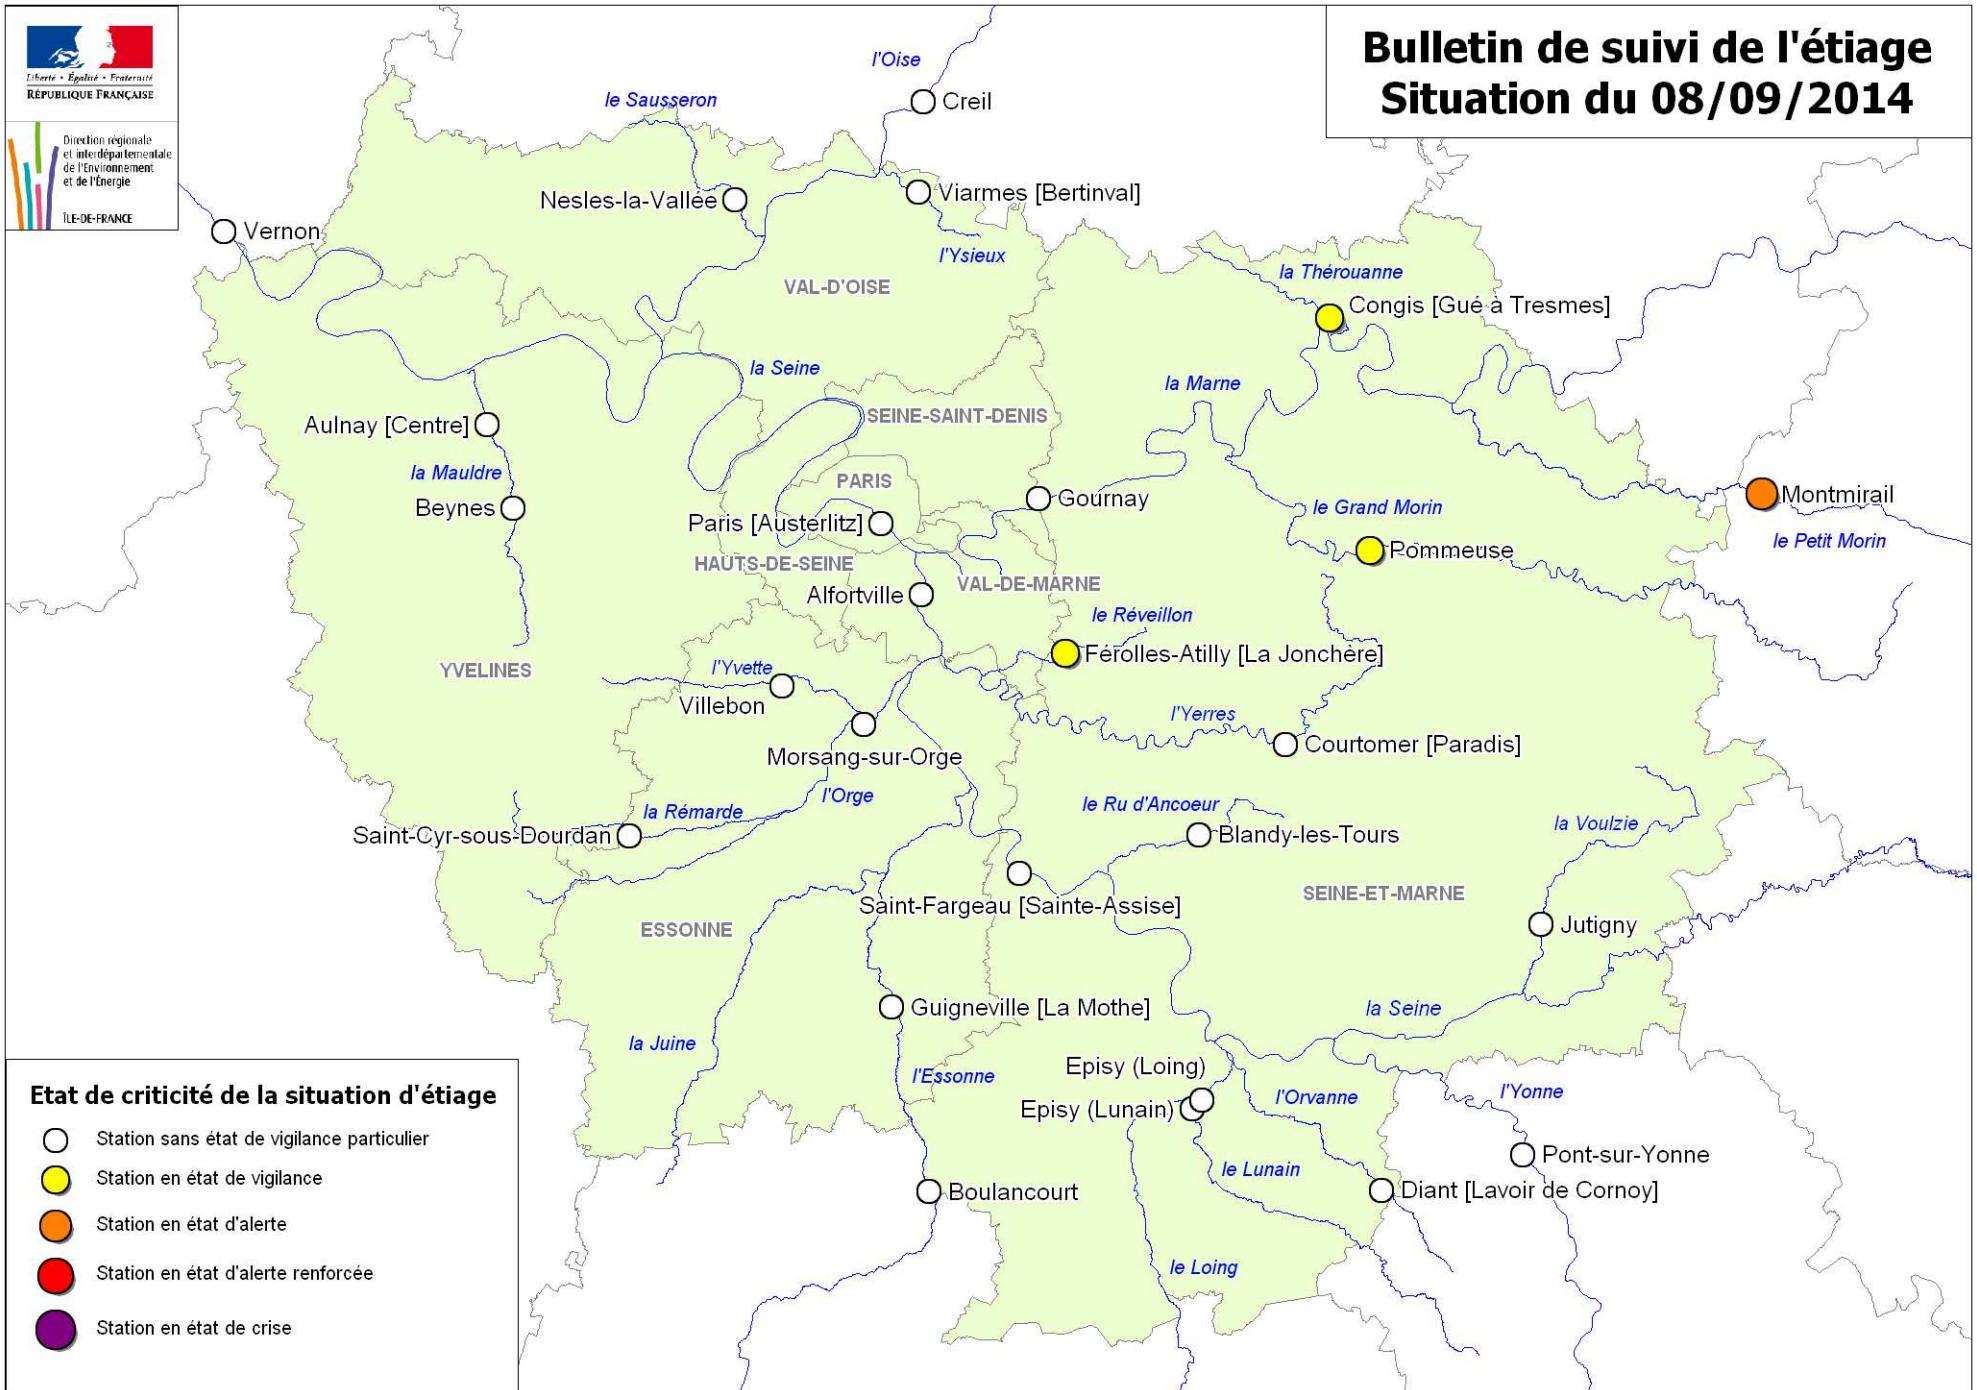 Liberté • Égalité • Fraternité
RÉPUBLIQUE FRANÇAISE
Direction régionale
et interdépartementale
de l'Environnement
et de l'Énergie
ÎLE-DE-FRANCE
Bulletin de suivi de l'étiage
Situation du 08/09/2014
l'Oise
Creil
le Sausseron
Nesles-la-Vallée
Viarmes [Bertinval]
l'Ysieux
Vernon
VAL-D'OISE
la Thérouanne
Congis [Gué à Tresmes]
la Seine
la Marne
SEINE-SAINT-DENIS
Aulnay [Centre]
la Mauldre
Beynes
PARIS
Paris [Austerlitz]
Gournay
le Grand Morin
Montmirail
le Petit Morin
Pommeuse
HAUTS-DE-SEINE
VAL-DE-MARNE
Alfortville
le Réveillon
Férolles-Atilly [La Jonchère]
YVELINES
l'Yvette
Villebon
l'Yerres
Courtomer [Paradis]
Morsang-sur-Orge
l'Orge
la Rémarde
Saint-Cyr-sous-Dourdan
le Ru d'Ancoeur
Blandy-les-Tours
la Voulzie
Saint-Fargeau [Sainte-Assise]
SEINE-ET-MARNE
Jutigny
ESSONNE
Guigneville [La Mothe]
la Seine
la Juine
l'Essonne
Episy (Loing)
Episy (Lunain)
l'Orvanne
l'Yonne
Pont-sur-Yonne
le Lunain
Diant [Lavoir de Cornoy]
Boulancourt
le Loing
Etat de criticité de la situation d'étiage
Station sans état de vigilance particulier
Station en état de vigilance
Station en état d'alerte
Station en état d'alerte renforcée
Station en état de crise